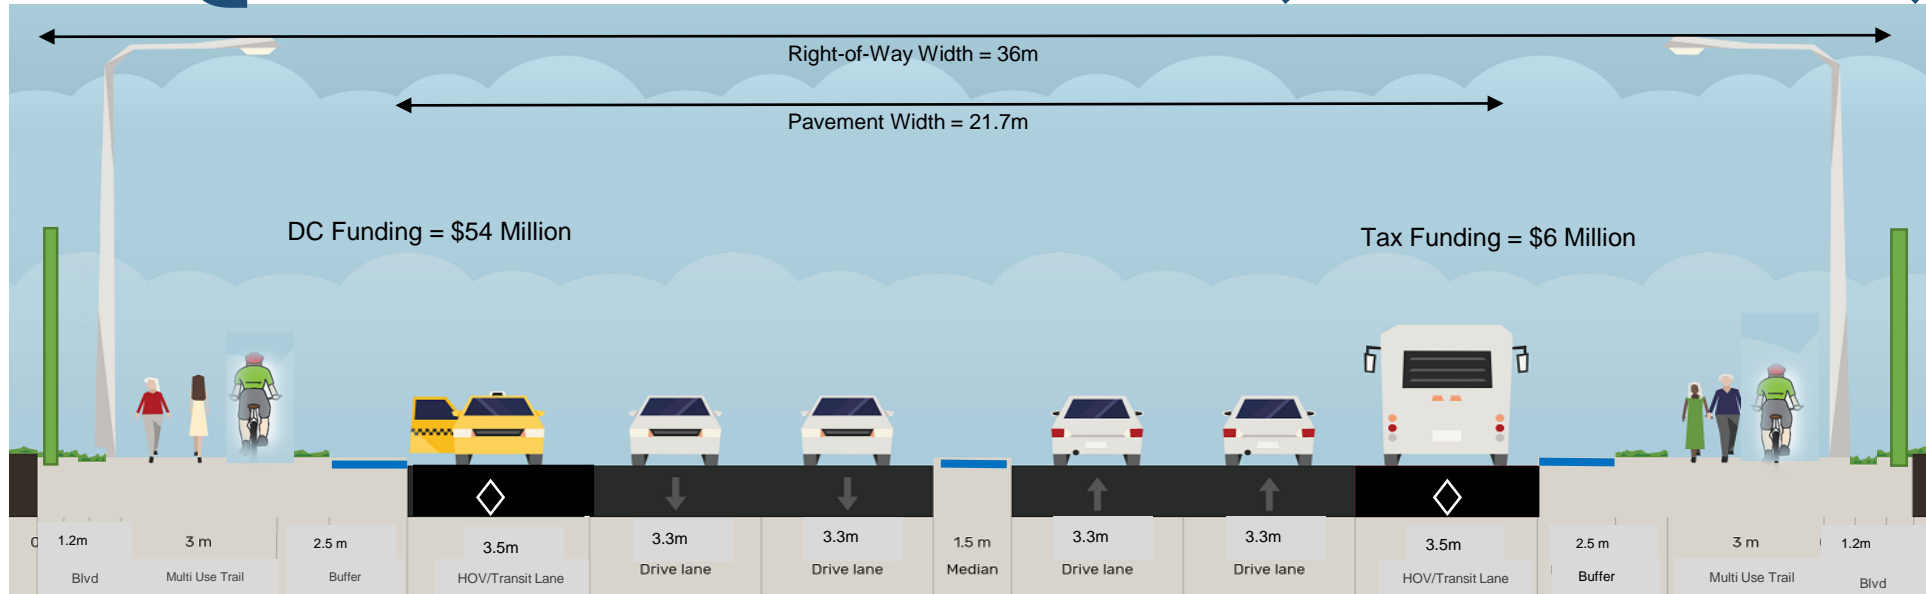 Right-of-Way Width = 36m
Pavement Width = 21.7m
DC Funding = $54 Million
Tax Funding = $6 Million
1.2m 3 m 2.5 m 3.5m 3.3m 3.3m 1.5 m 3.3m 3.3m 3.5m 2.5 m 3 m 1.2m
Blvd Multi Use Trail Buffer HOV/Transit Lane Drive lane Drive lane Median Drive lane Drive lane HOV/Transit Lane Buffer Multi Use Trail Blvd